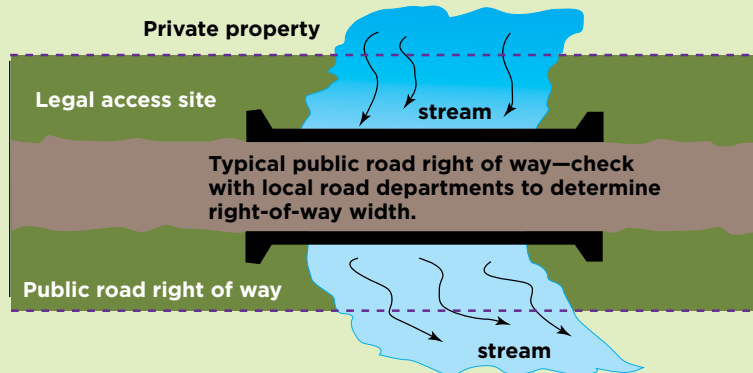 Private property
Legal access site
stream
Typical public road right of way—check
with local road departments to determine
right-of-way width.
Public road right of way
stream